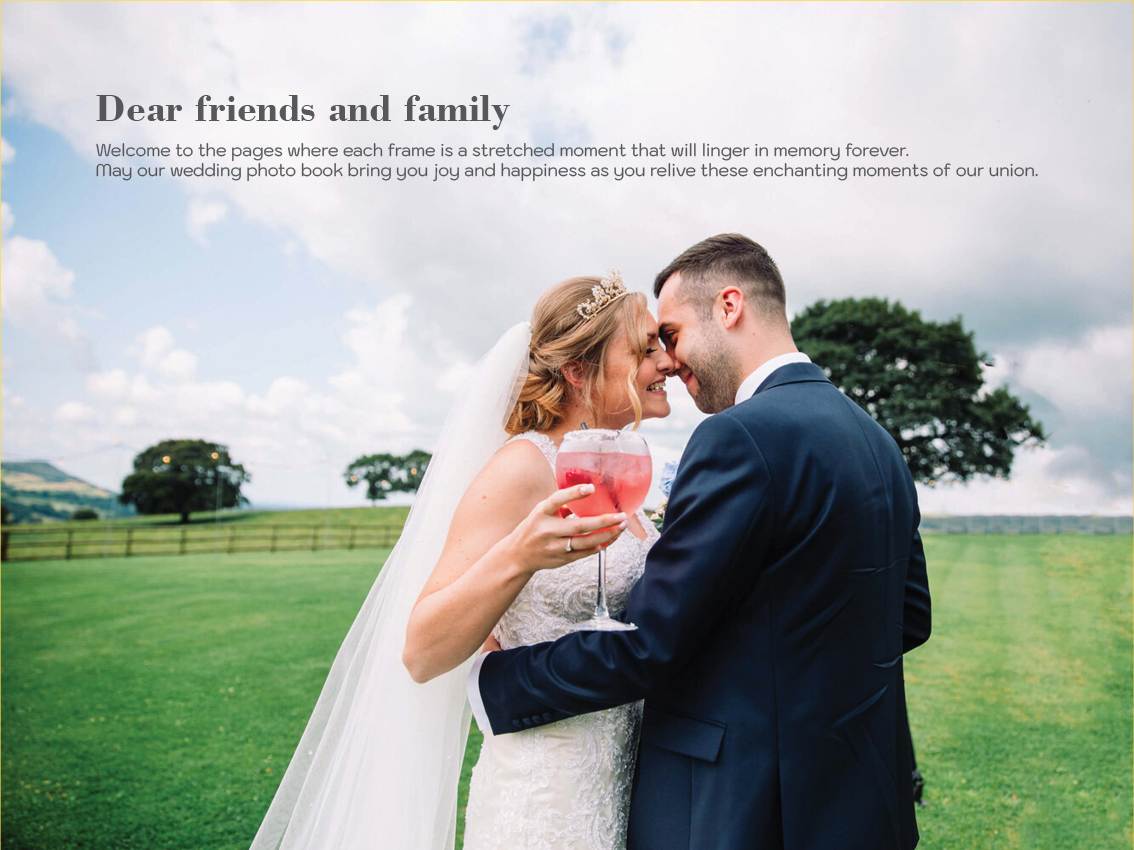 Dear friends and family
Welcome to the pages where each frame is a stretched moment that will linger in memory forever.
May our wedding photo book bring you joy and happiness as you relive these enchanting moments of our union.